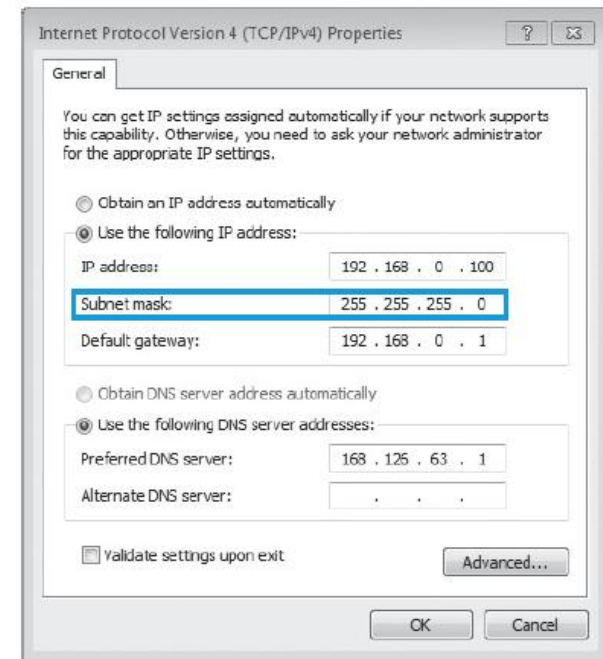 Internet Protocol Version 4 (TCP/IPv4) Properties
General
You can get IP settings assigned automatically if your network supports
this capability. Otherwise, you need to ask your network administrator
for the appropriate IP settings.
Obtain an IP address automatically
Use the following IP address:
IP address: 192 . 168 . 0 . 100
Subnet mask: 255 . 255 . 255 . 0
Default gateway: 192 . 168 . 0 . 1
Obtain DNS server address automatically
Use the following DNS server addresses:
Preferred DNS server: 168 . 126 . 63 . 1
Alternate DNS server: . . .
Validate settings upon exit
Advanced...
OK Cancel